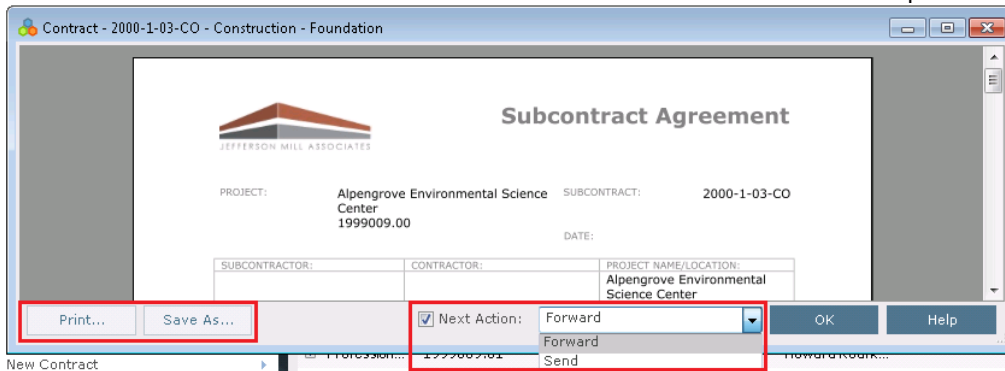 Contract - 2000-1-03-CO - Construction - Foundation
Subcontract Agreement
JEFFERSON MILL ASSOCIATES
PROJECT:
Alpengrove Environmental Science
Center
1999009.00
SUBCONTRACT:
2000-1-03-CO
DATE:
SUBCONTRACTOR:
CONTRACTOR:
PROJECT NAME/LOCATION:
Alpengrove Environmental
Science Center
Print... Save As... Next Action: Forward OK Help
Forward
Send
New Contract